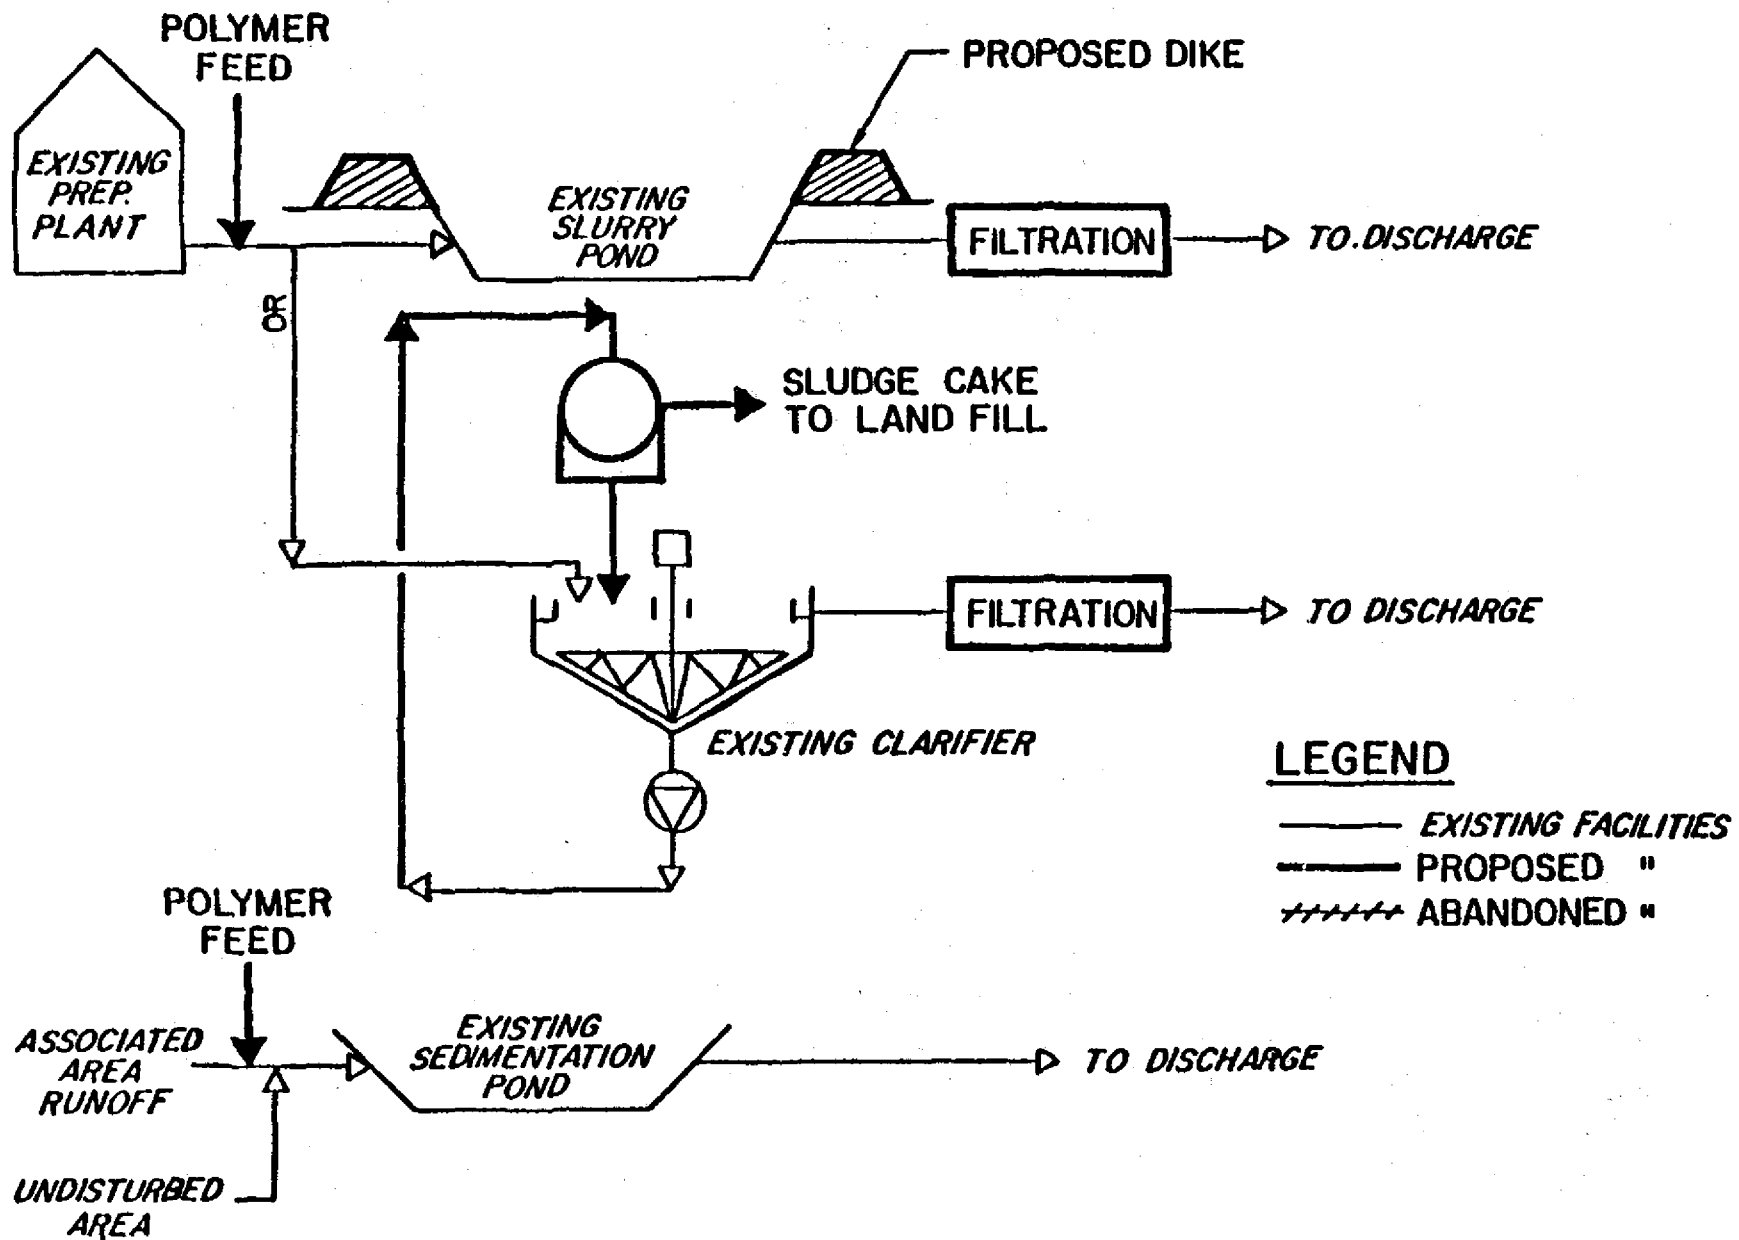 POLYMER
FEED
PROPOSED DIKE
EXISTING
PREP.
PLANT
EXISTING
SLURRY
POND
FILTRATION
TO.DISCHARGE
OR
SLUDGE CAKE
TO LAND FILL
FILTRATION
TO DISCHARGE
EXISTING CLARIFIER
LEGEND
EXISTING FACILITIES
PROPOSED "
ABANDONED "
POLYMER
FEED
ASSOCIATED
AREA
RUNOFF
EXISTING
SEDIMENTATION
POND
TO DISCHARGE
UNDISTURBED
AREA